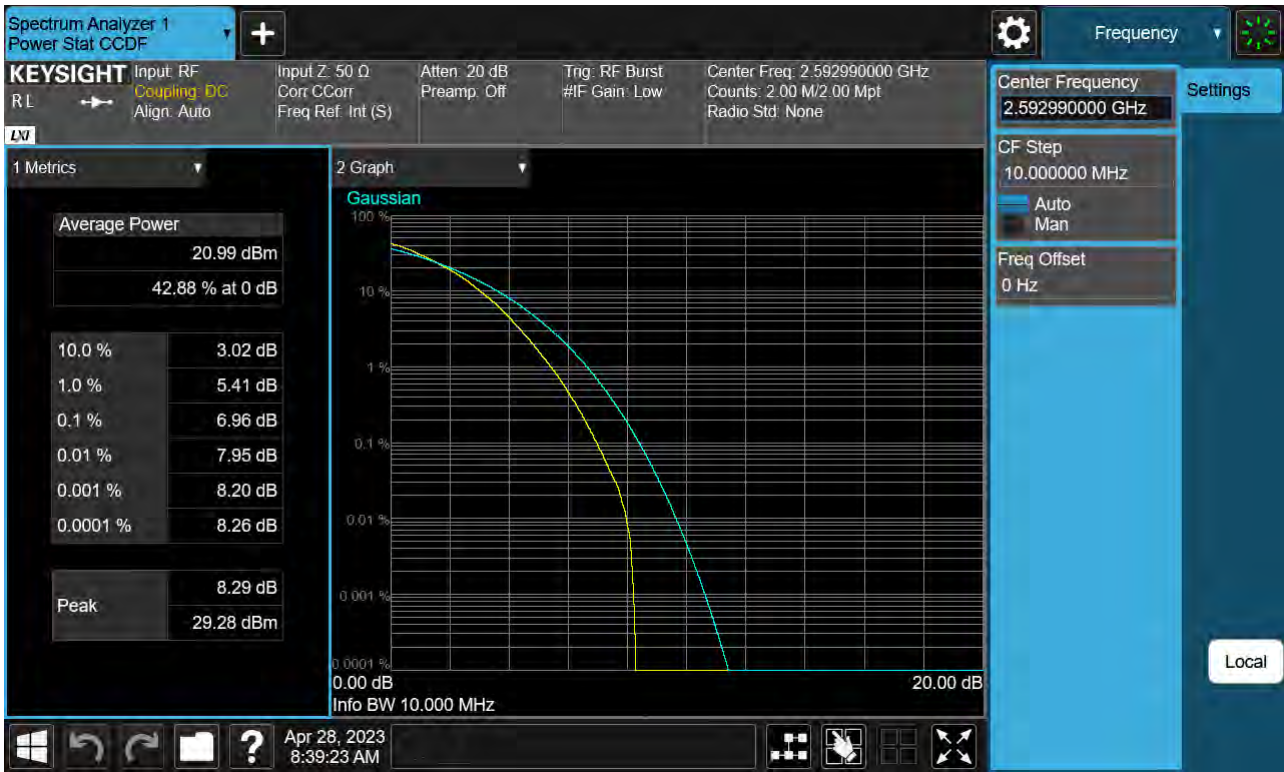 Spectrum Analyzer 1
Power Stat CCDF
+
Frequency
KEYSIGHT
R L
LXI
Input: RF
Coupling: DC
Align: Auto
Input Z: 50 Ω
Corr CCorr
Freq Ref: Int (S)
Atten: 20 dB
Preamp: Off
Trig: RF Burst
#IF Gain: Low
Center Freq: 2.592990000 GHz
Counts: 2.00 M/2.00 Mpt
Radio Std: None
Center Frequency
2.592990000 GHz
Settings
CF Step
10.000000 MHz
Auto
Man
Freq Offset
0 Hz
1 Metrics
Average Power
20.99 dBm
42.88 % at 0 dB
10.0 % 3.02 dB
1.0 % 5.41 dB
0.1 % 6.96 dB
0.01 % 7.95 dB
0.001 % 8.20 dB
0.0001 % 8.26 dB
Peak
8.29 dB
29.28 dBm
2 Graph
Gaussian
100 %
10 %
1 %
0.1 %
0.01 %
0.001 %
0.0001 %
0.00 dB 20.00 dB
Info BW 10.000 MHz
Local
?
Apr 28, 2023
8:39:23 AM